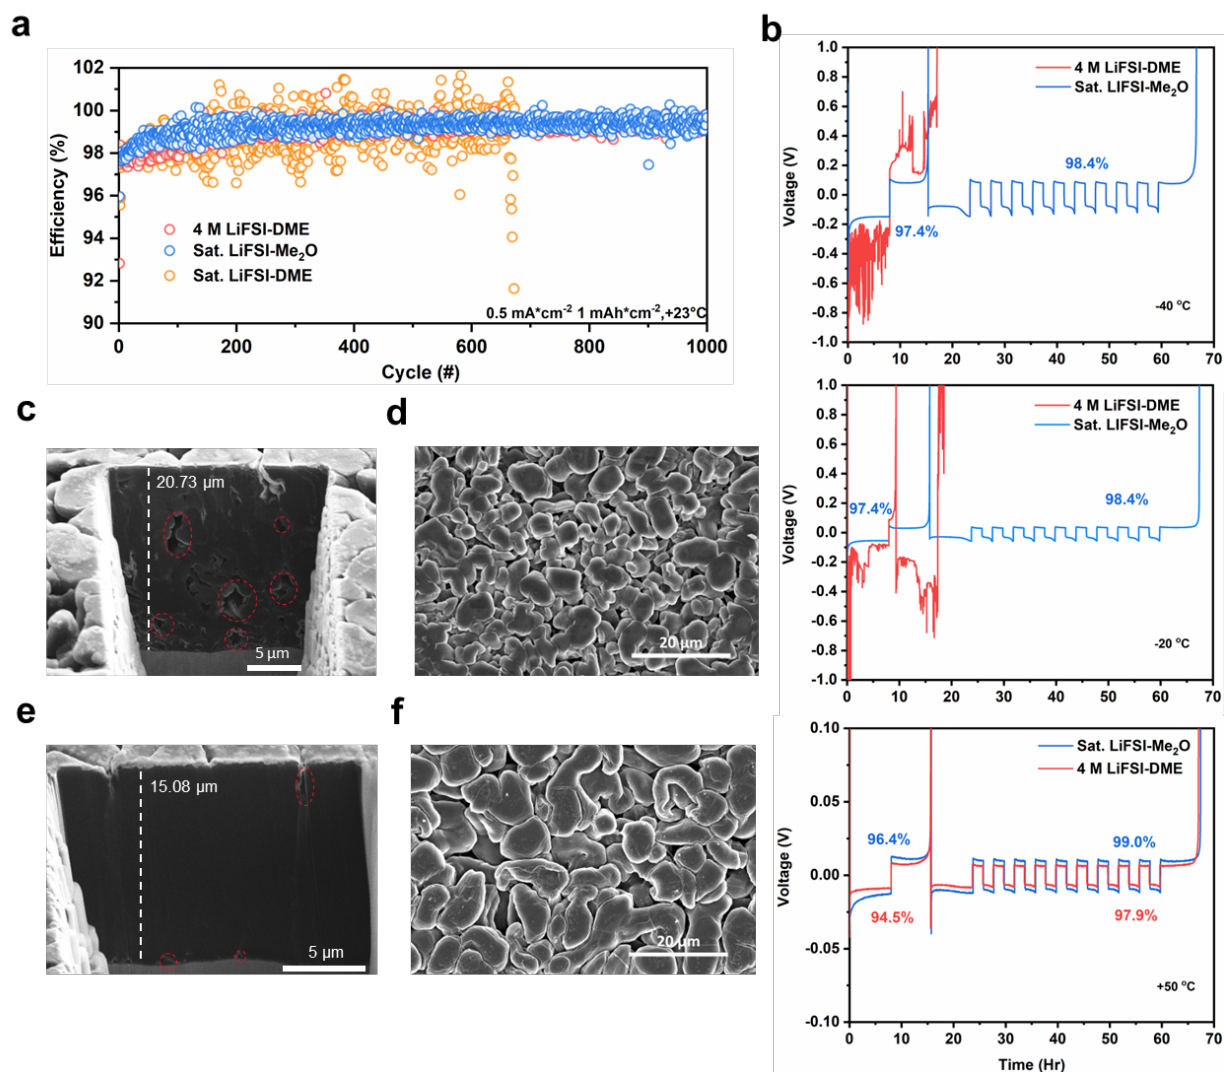 a
102
100
98
96
94
92
90
Efficiency (%)
4 M LiFSI-DME
Sat. LiFSI-Me₂O
Sat. LiFSI-DME
0.5 mA*cm⁻² 1 mAh*cm⁻²,+23°C
0 200 400 600 800 1000
Cycle (#)
b
1.0
0.8
0.6
0.4
0.2
0.0
-0.2
-0.4
-0.6
-0.8
-1.0
Voltage (V)
4 M LiFSI-DME
Sat. LIFSI-Me₂O
98.4%
97.4%
-40 °C
0 10 20 30 40 50 60 70
1.0
0.8
0.6
0.4
0.2
0.0
-0.2
-0.4
-0.6
-0.8
-1.0
Voltage (V)
4 M LiFSI-DME
Sat. LIFSI-Me₂O
97.4%
98.4%
-20 °C
0 10 20 30 40 50 60 70
0.10
0.05
0.00
-0.05
-0.10
Voltage (V)
Sat. LiFSI-Me₂O
4 M LiFSI-DME
96.4%
99.0%
94.5%
97.9%
+50 °C
0 10 20 30 40 50 60 70
Time (Hr)
c
20.73 μm
5 μm
d
20 μm
e
15.08 μm
5 μm
f
20 μm